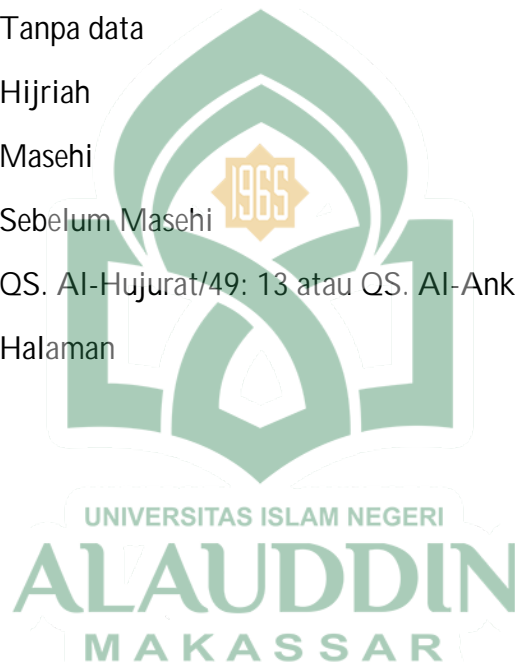 Tanpa data
Hijriah
Masehi
1965
Sebelum Masehi
QS. Al-Hujurat/49: 13 atau QS. Al-Ank
Halaman
UNIVERSITAS ISLAM NEGERI
ALAUDDIN
MAKASSAR